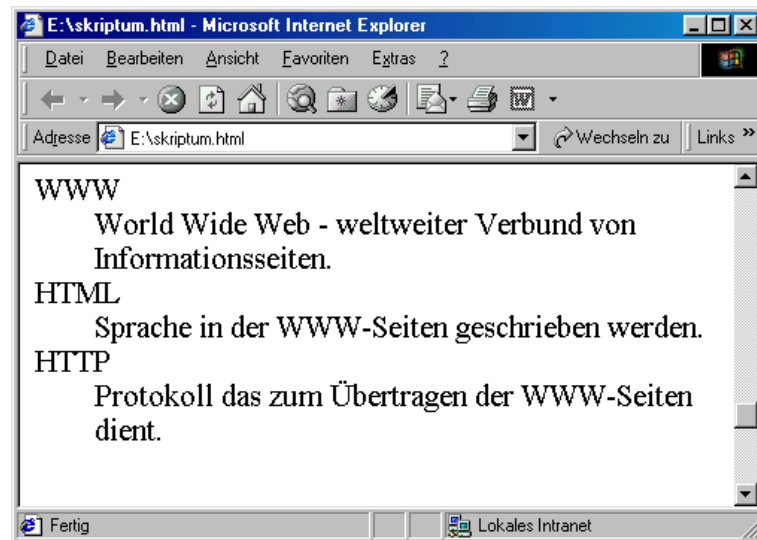 E:\skriptum.html - Microsoft Internet Explorer
Datei Bearbeiten Ansicht Favoriten Extras ?
Adresse E:\skriptum.html Wechseln zu Links »
WWW
World Wide Web - weltweiter Verbund von
Informationsseiten.
HTML
Sprache in der WWW-Seiten geschrieben werden.
HTTP
Protokoll das zum Übertragen der WWW-Seiten
dient.
Fertig Lokales Intranet